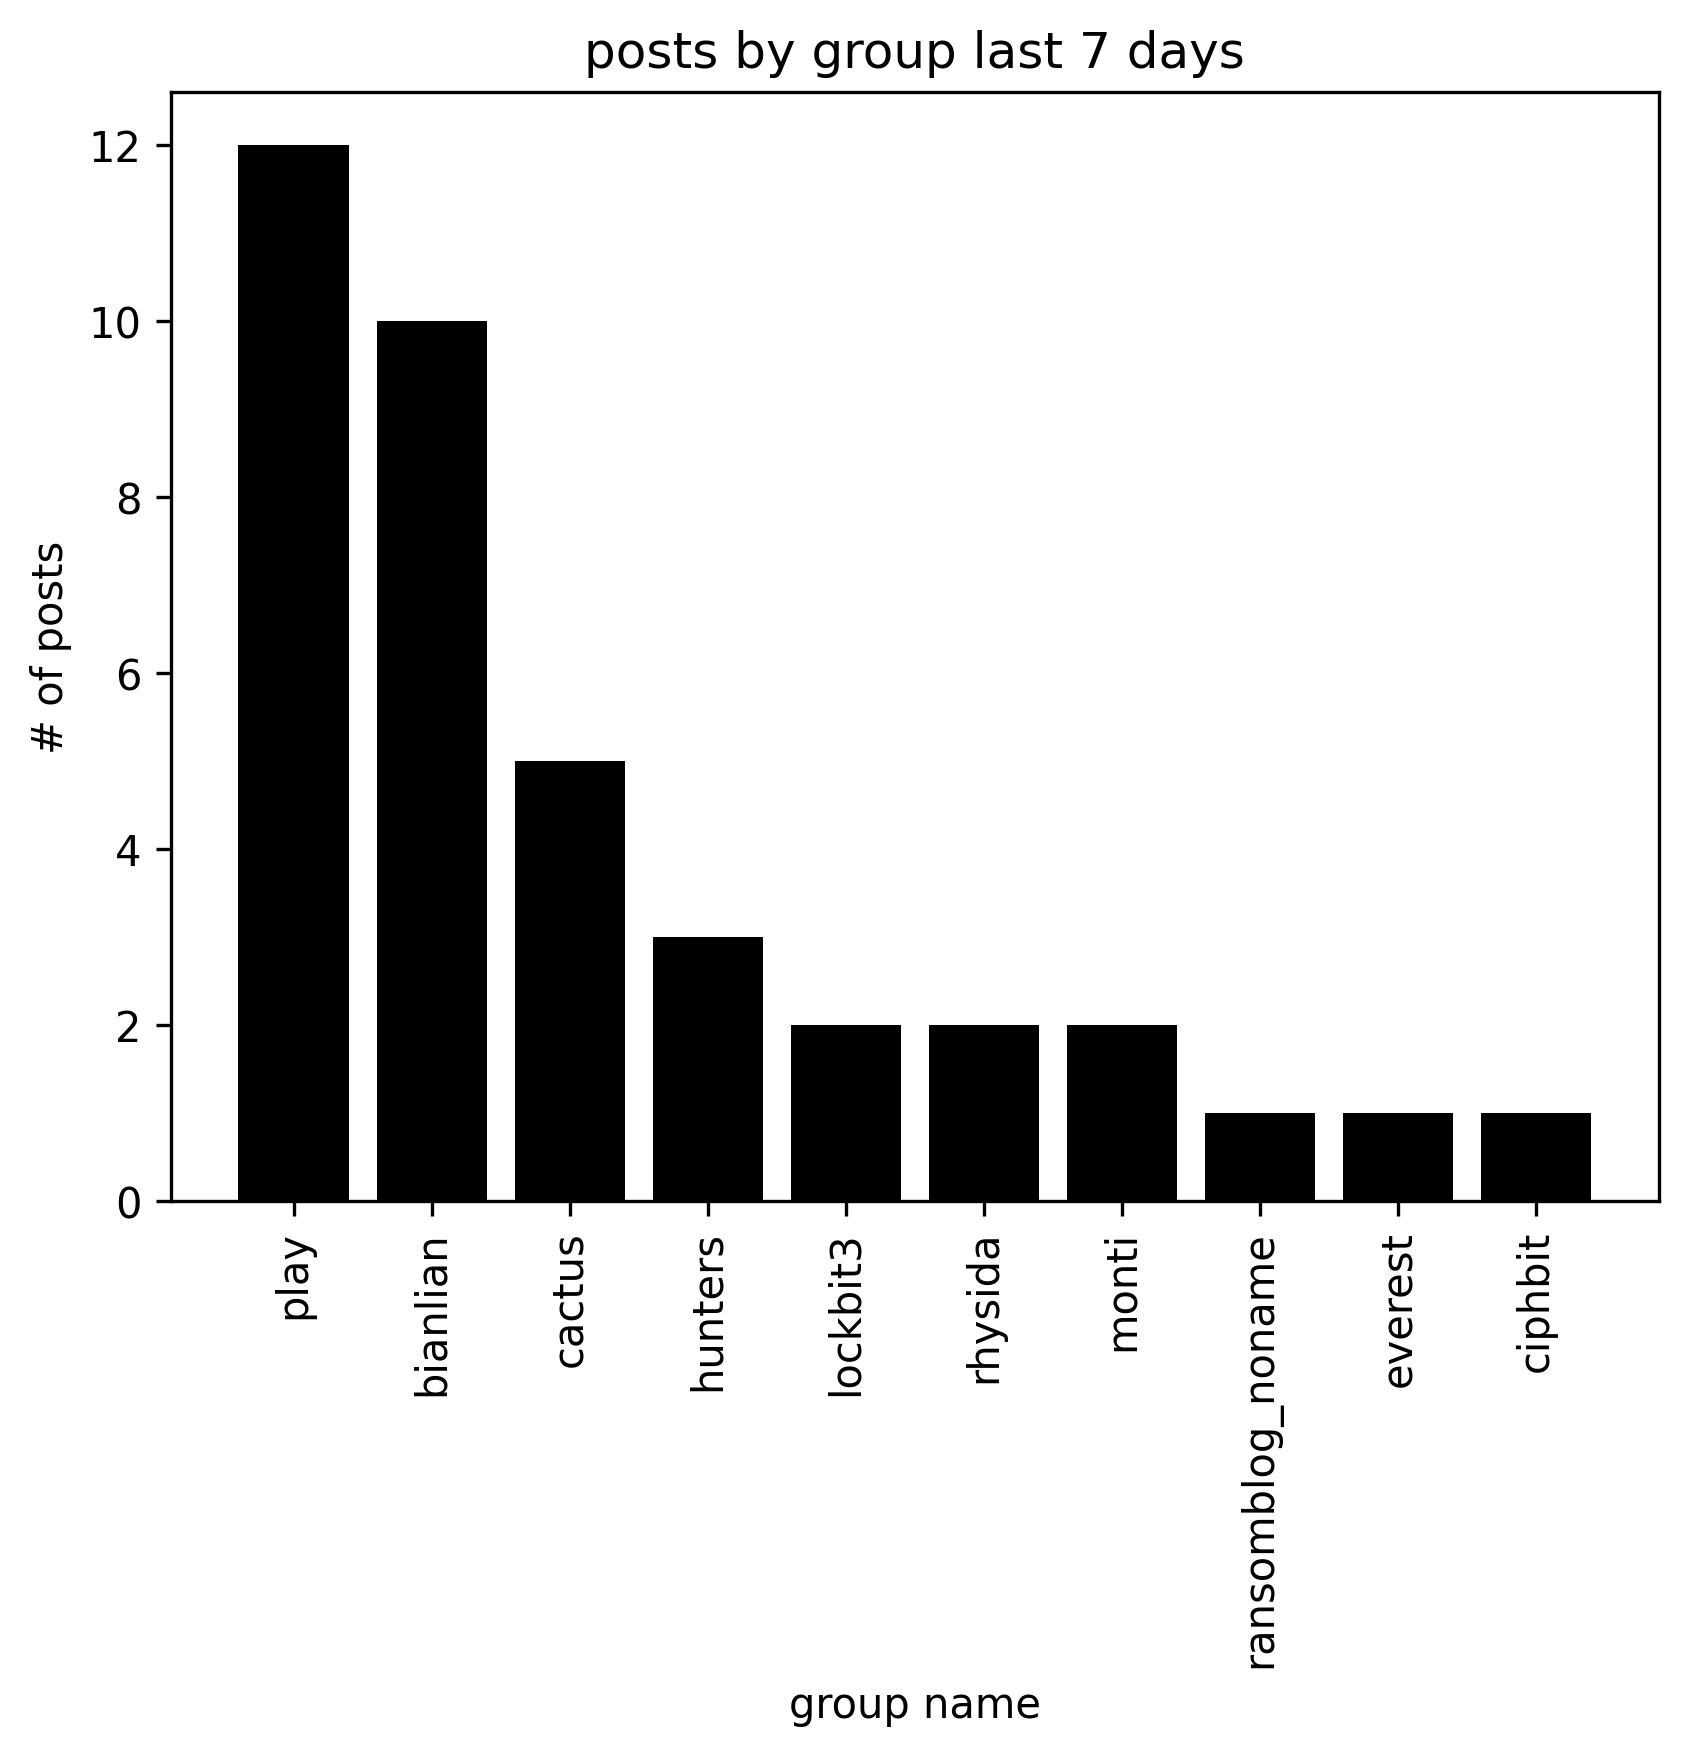 posts by group last 7 days
12
10
8
6
4
2
0
# of posts
play
bianlian
cactus
hunters
lockbit3
rhysida
monti
ransomblog_noname
everest
ciphbit
group name